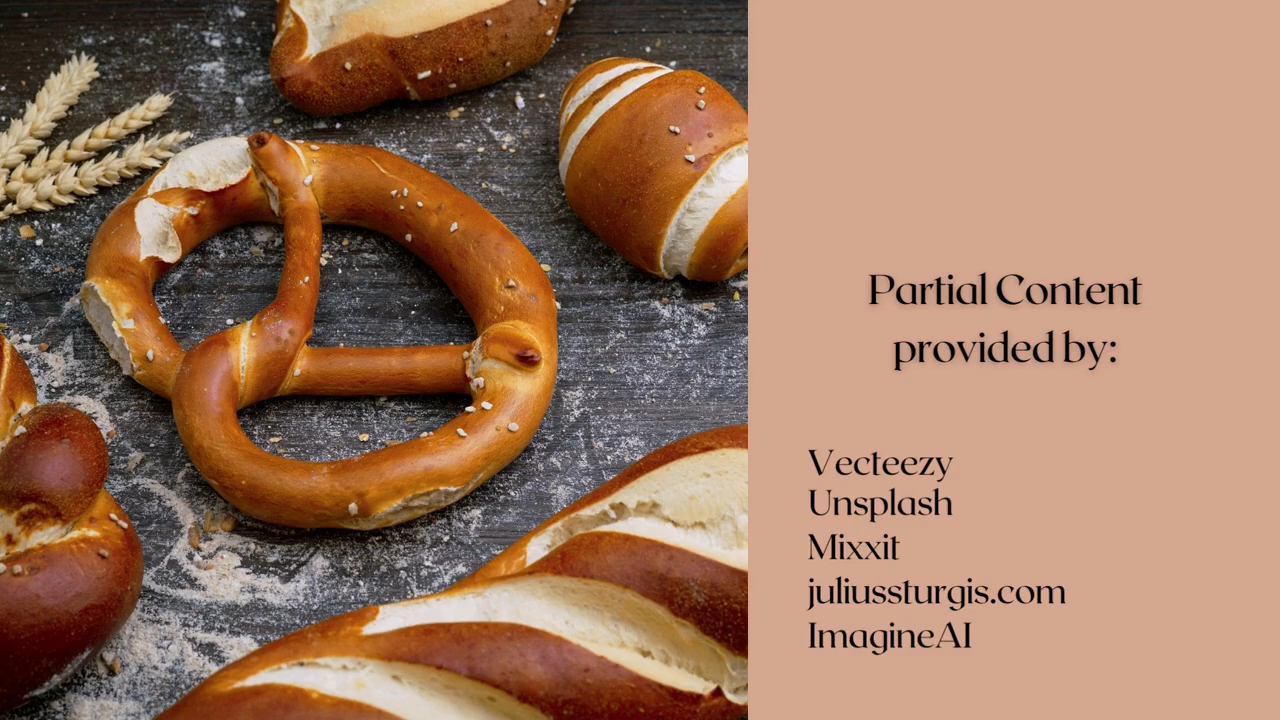 Partial Content
provided by:
Vecteezy
Unsplash
Mixxit
juliussturgis.com
ImagineAI